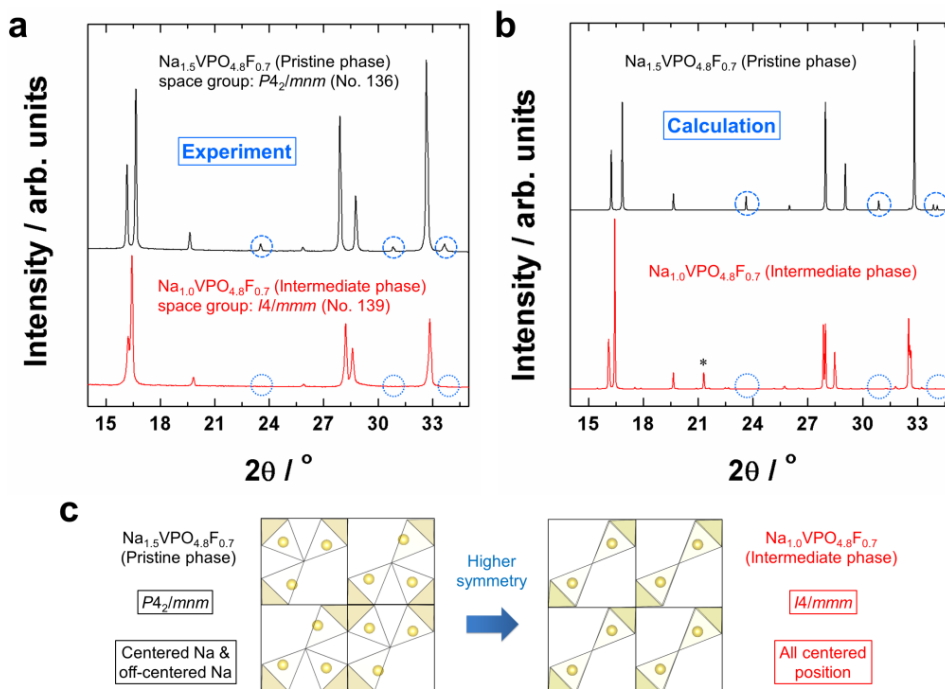 a
Na1.5VPO4.8F0.7 (Pristine phase)
space group: P42/mnm (No. 136)
Experiment
Na1.0VPO4.8F0.7 (Intermediate phase)
space group: I4/mmm (No. 139)
Intensity / arb. units
15 18 21 24 27 30 33
2θ / °
b
Na1.5VPO4.8F0.7 (Pristine phase)
Calculation
Na1.0VPO4.8F0.7 (Intermediate phase)
*
Intensity / arb. units
15 18 21 24 27 30 33
2θ / °
c
Na1.5VPO4.8F0.7
(Pristine phase)
P42/mnm
Centered Na &
off-centered Na
Higher
symmetry
Na1.0VPO4.8F0.7
(Intermediate phase)
I4/mmm
All centered
position